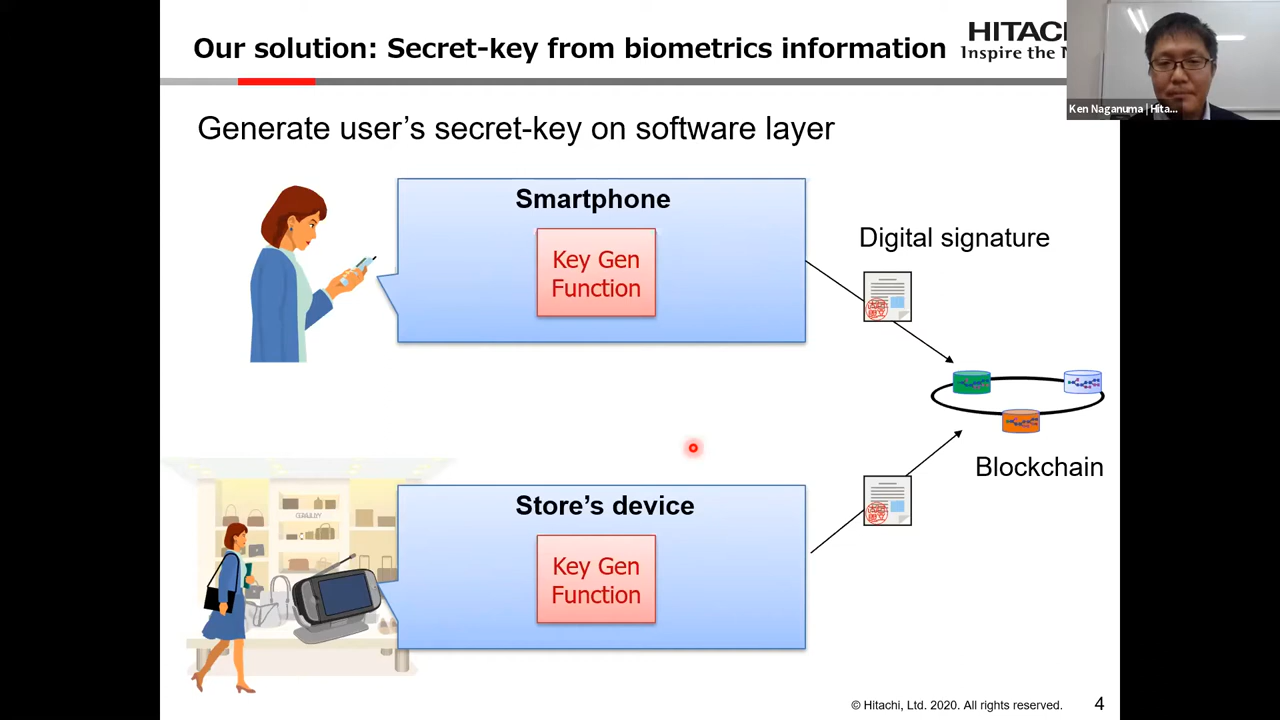 Our solution: Secret-key from biometrics information
HITACHI
Inspire the N
Ken Naganuma | Hita...
Generate user's secret-key on software layer
Smartphone
Key Gen
Function
Digital signature
Blockchain
Store's device
Key Gen
Function
© Hitachi, Ltd. 2020. All rights reserved.
4